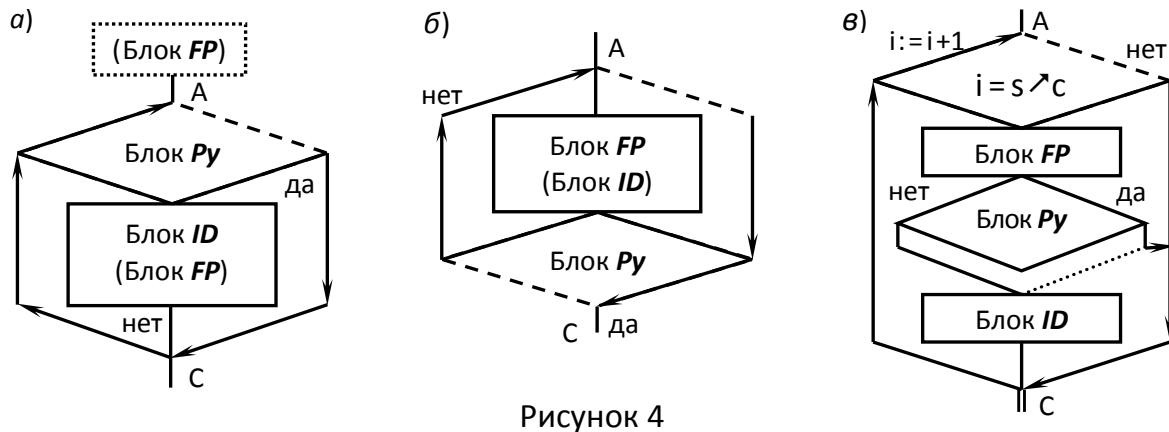 а)
(Блок FP)
А
Блок Py
да
Блок ID
(Блок FP)
нет
С
б)
А
нет
Блок FP
(Блок ID)
Блок Py
С
да
в)
А
i:=i+1
нет
i=s↗c
Блок FP
нет
да
Блок Py
Блок ID
С
Рисунок 4